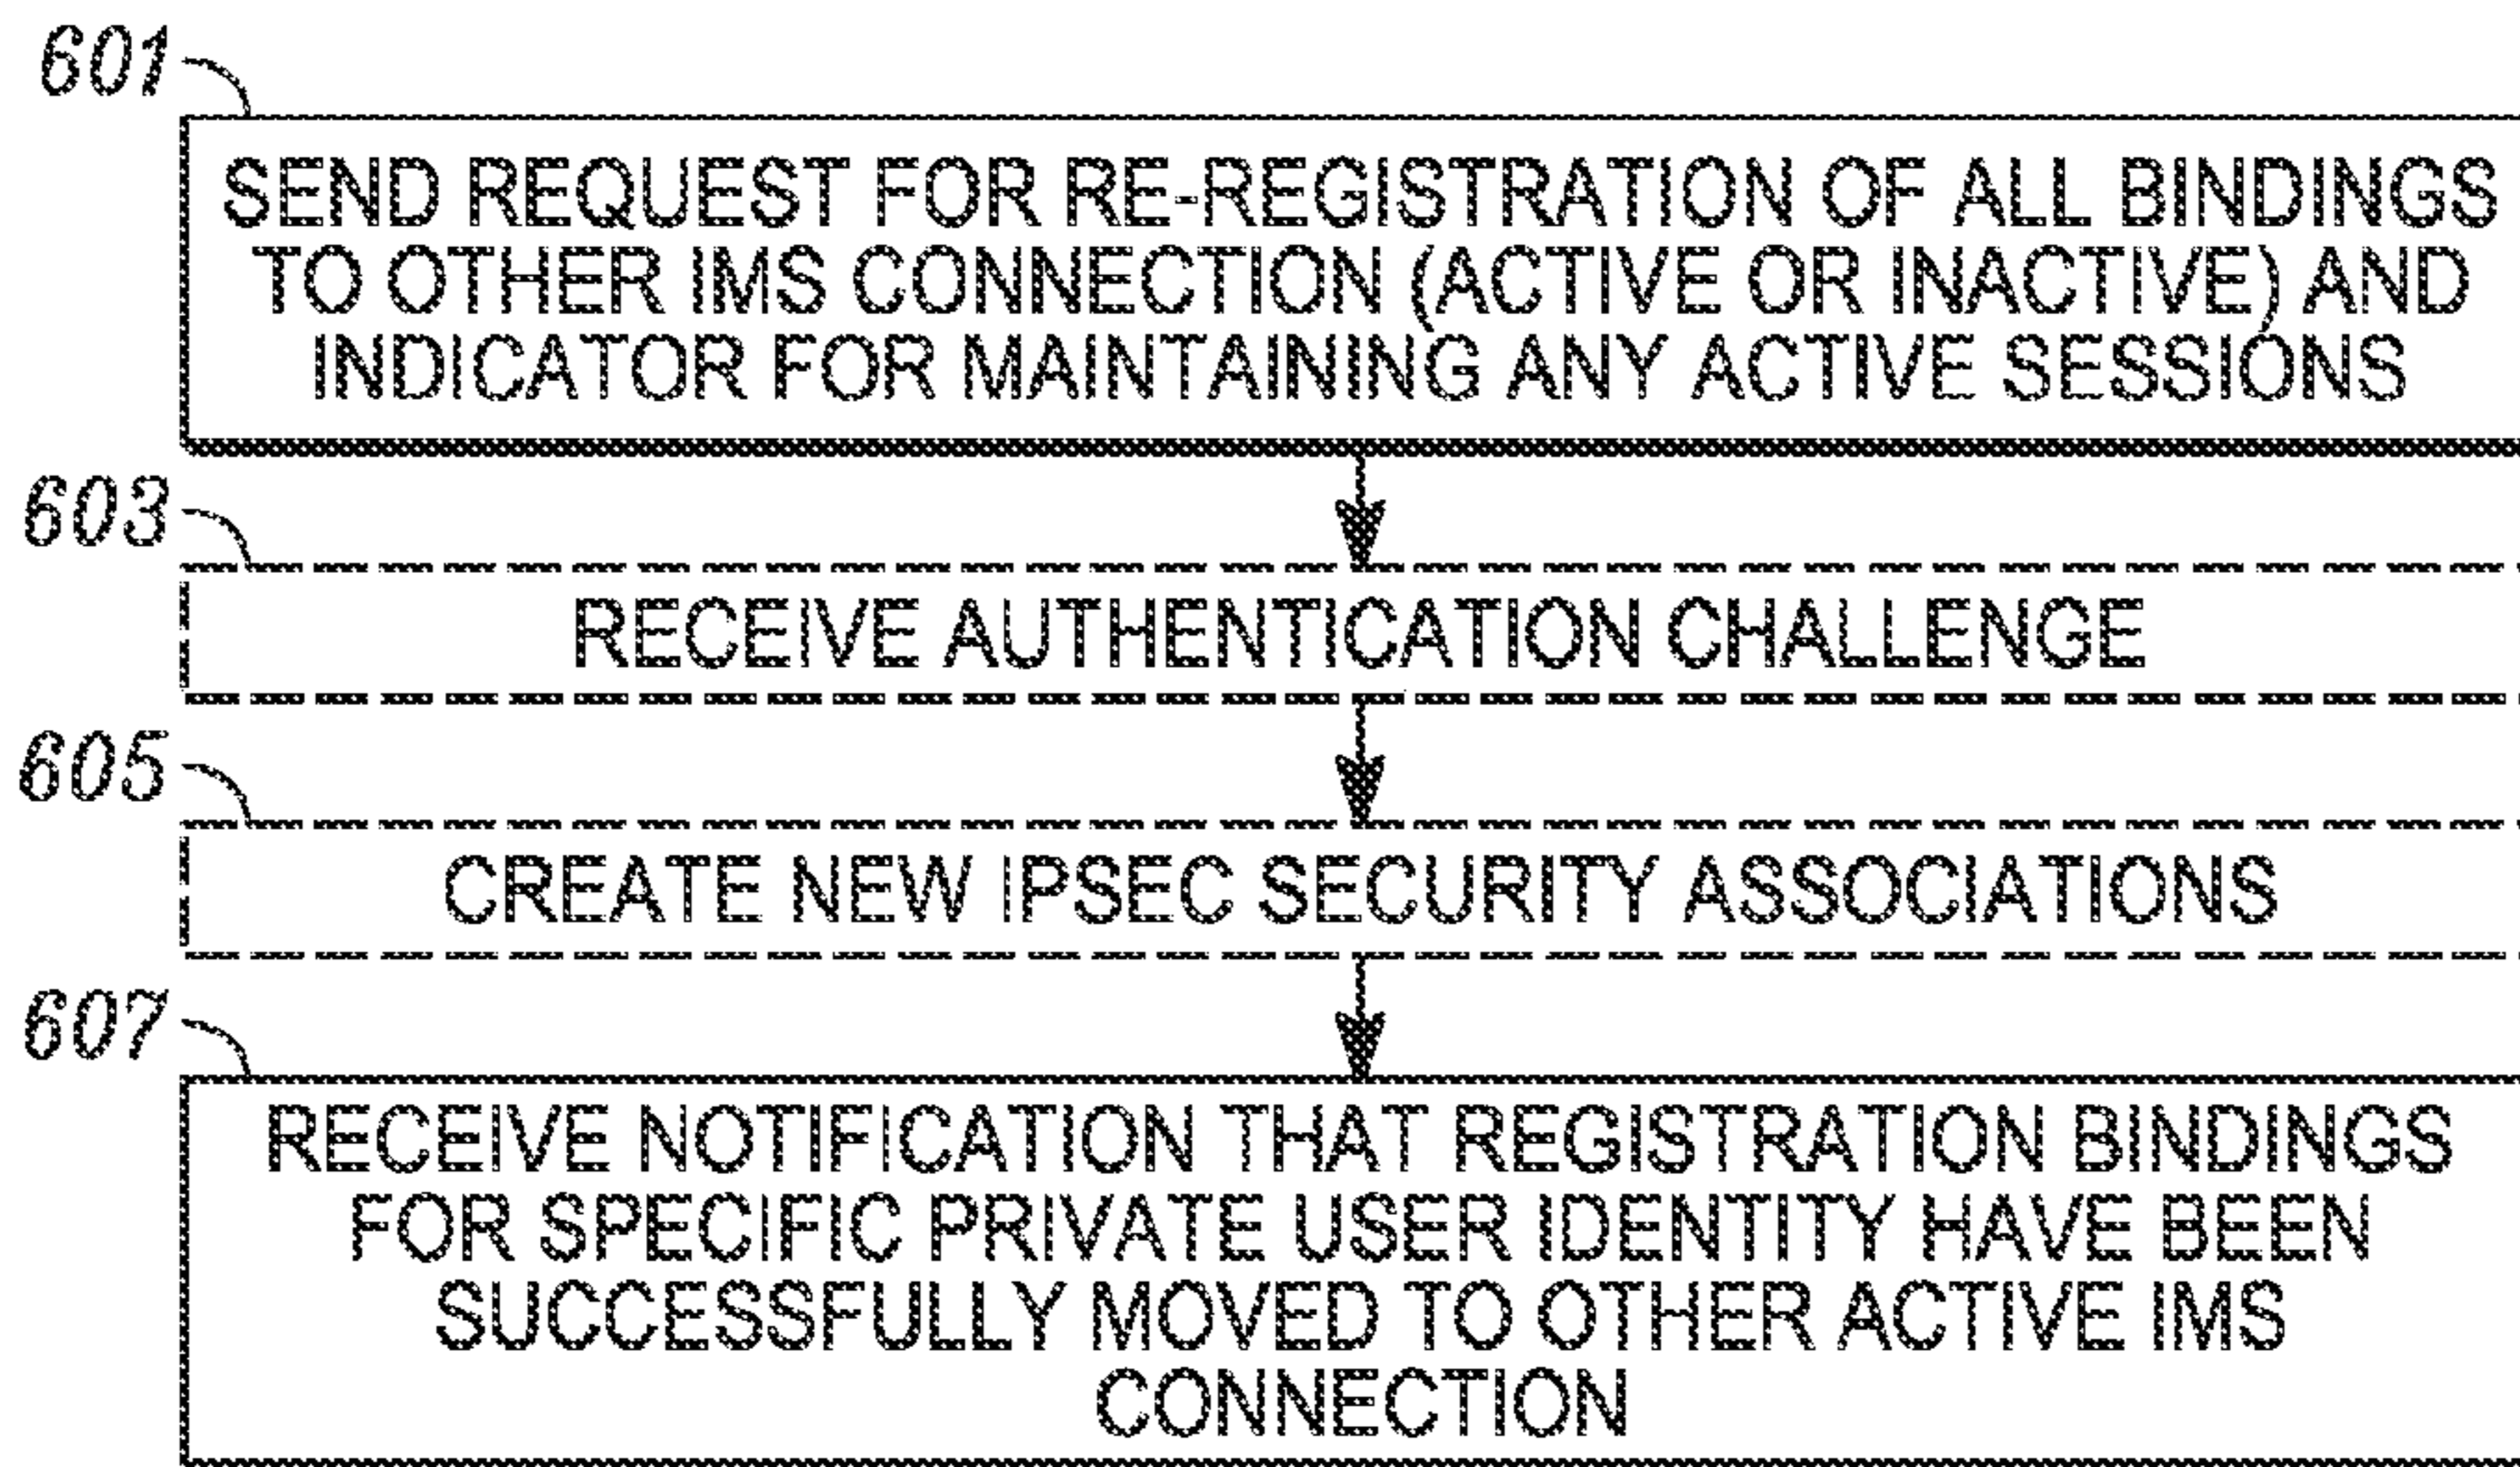 601
SEND REQUEST FOR RE-REGISTRATION OF ALL BINDINGS
TO OTHER IMS CONNECTION (ACTIVE OR INACTIVE) AND
INDICATOR FOR MAINTAINING ANY ACTIVE SESSIONS
603
RECEIVE AUTHENTICATION CHALLENGE
605
CREATE NEW IPSEC SECURITY ASSOCIATIONS
607
RECEIVE NOTIFICATION THAT REGISTRATION BINDINGS
FOR SPECIFIC PRIVATE USER IDENTITY HAVE BEEN
SUCCESSFULLY MOVED TO OTHER ACTIVE IMS
CONNECTION